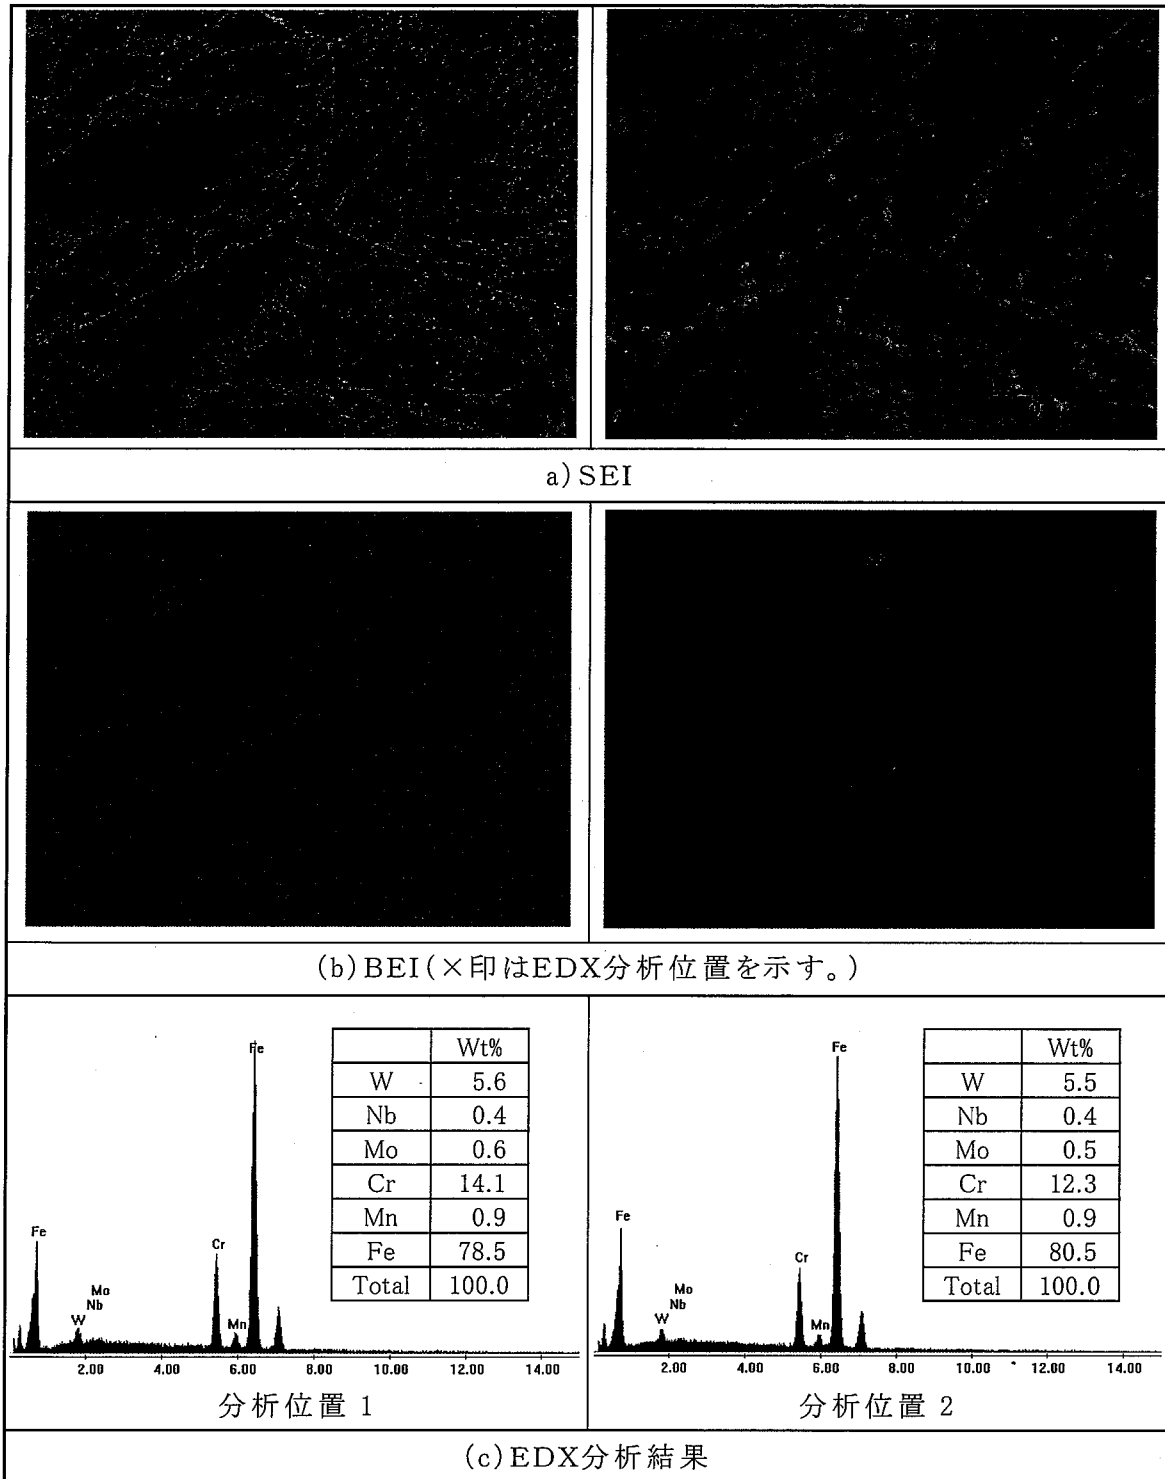 a) SEI
(b) BEI(×印はEDX分析位置を示す。)
Wt%
W 5.6
Nb 0.4
Mo 0.6
Cr 14.1
Mn 0.9
Fe 78.5
Total 100.0
Fe
Fe
Cr
Mn
Mo
Nb
W
2.00 4.00 6.00 8.00 10.00 12.00 14.00
分析位置 1
Wt%
W 5.5
Nb 0.4
Mo 0.5
Cr 12.3
Mn 0.9
Fe 80.5
Total 100.0
Fe
Fe
Cr
Mn
Mo
Nb
W
2.00 4.00 6.00 8.00 10.00 12.00 14.00
分析位置 2
(c)EDX分析結果